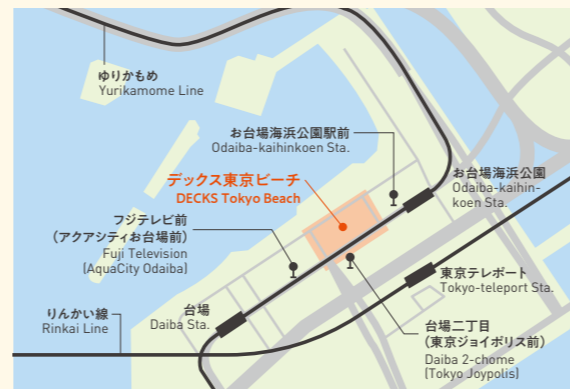 ゆりかもめ
Yurikamome Line
お台場海浜公園駅前
Odaiba-kaihinkoen Sta.
お台場海浜公園
Odaiba-kaihin-
koen Sta.
デックス東京ビーチ
DECKS Tokyo Beach
フジテレビ前
（アクアシティお台場前）
Fuji Television
(AquaCity Odaiba)
東京テレポート
Tokyo-teleport Sta.
台場
Daiba Sta.
りんかい線
Rinkai Line
台場二丁目
（東京ジョイポリス前）
Daiba 2-chome
(Tokyo Joypolis)